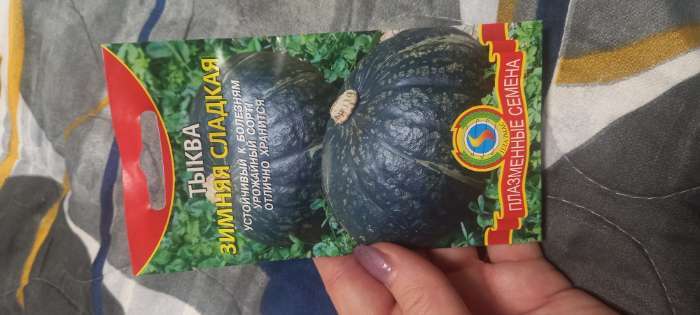 ТЫКВА
ЗИМНЯЯ СЛАДКАЯ
УСТОЙЧИВЫЙ К БОЛЕЗНЯМ
УРОЖАЙНЫЙ СОРТ!
ОТЛИЧНО ХРАНИТСЯ
ПЛАЗМЕННЫЕ СЕМЕНА